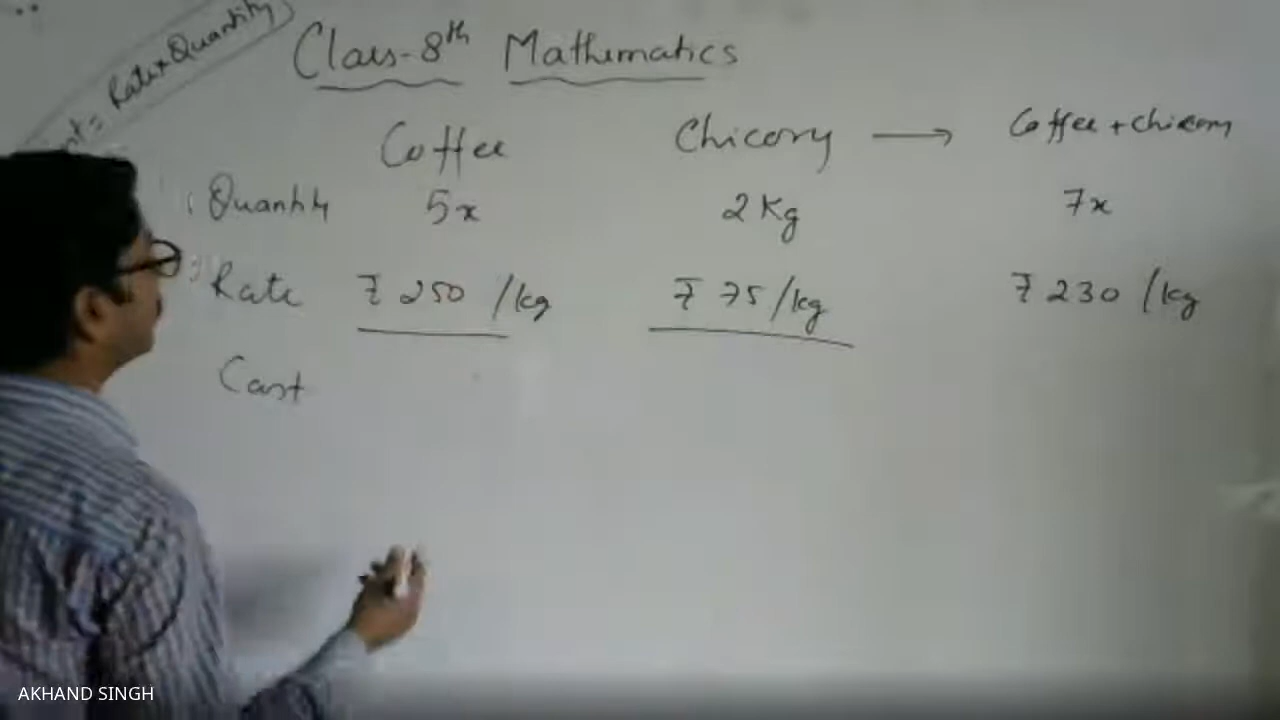 Rate x Quantity
Class-8th Mathematics
Coffee Chicory → Coffee + Chicory
Quantity 5x 2 Kg 7x
Rate ₹ 250 /kg ₹ 75/kg ₹ 230 /kg
Cost
AKHAND SINGH